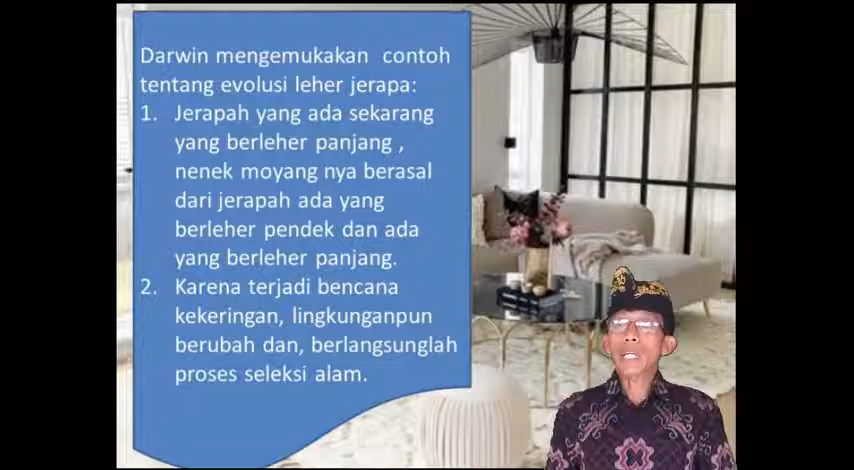 Darwin mengemukakan contoh
tentang evolusi leher jerapa:
1. Jerapah yang ada sekarang
yang berleher panjang ,
nenek moyang nya berasal
dari jerapah ada yang
berleher pendek dan ada
yang berleher panjang.
2. Karena terjadi bencana
kekeringan, lingkunganpun
berubah dan, berlangsunglah
proses seleksi alam.